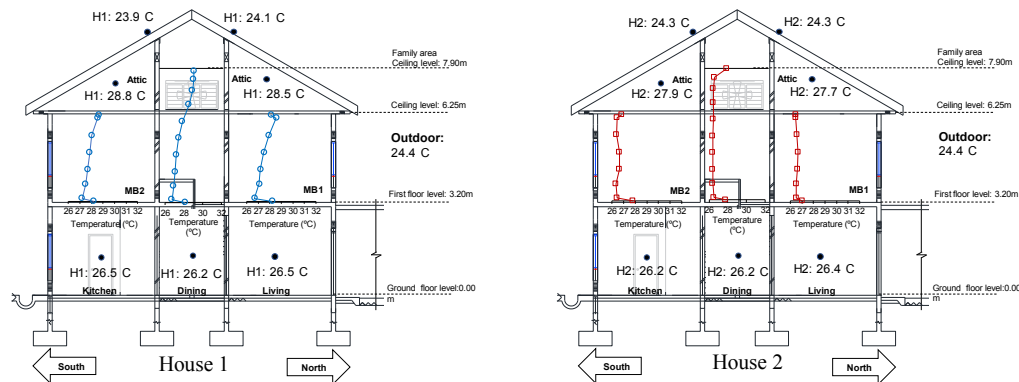 H1: 23.9 C
H1: 24.1 C
Family area
Ceiling level: 7.90m
Attic
Attic
H1: 28.8 C
H1: 28.5 C
Ceiling level: 6.25m
Outdoor:
24.4 C
MB2
MB1
First floor level: 3.20m
26 27 28 29 30 31 32
26 28 30 32
26 27 28 29 30 31 32
Temperature (ºC)
Temperature
(ºC)
Temperature (ºC)
H1: 26.5 C
H1: 26.2 C
H1: 26.5 C
Kitchen
Dining
Living
Ground floor level:0.00
m
South
House 1
North
H2: 24.3 C
H2: 24.3 C
Family area
Ceiling level: 7.90m
Attic
Attic
H2: 27.9 C
H2: 27.7 C
Ceiling level: 6.25m
Outdoor:
24.4 C
MB2
MB1
First floor level: 3.20m
26 27 28 29 30 31 32
26 28 30 32
26 27 28 29 30 31 32
Temperature (ºC)
Temperature
(ºC)
Temperature (ºC)
H2: 26.2 C
H2: 26.2 C
H2: 26.4 C
Kitchen
Dining
Living
Ground floor level:0.00
m
South
House 2
North